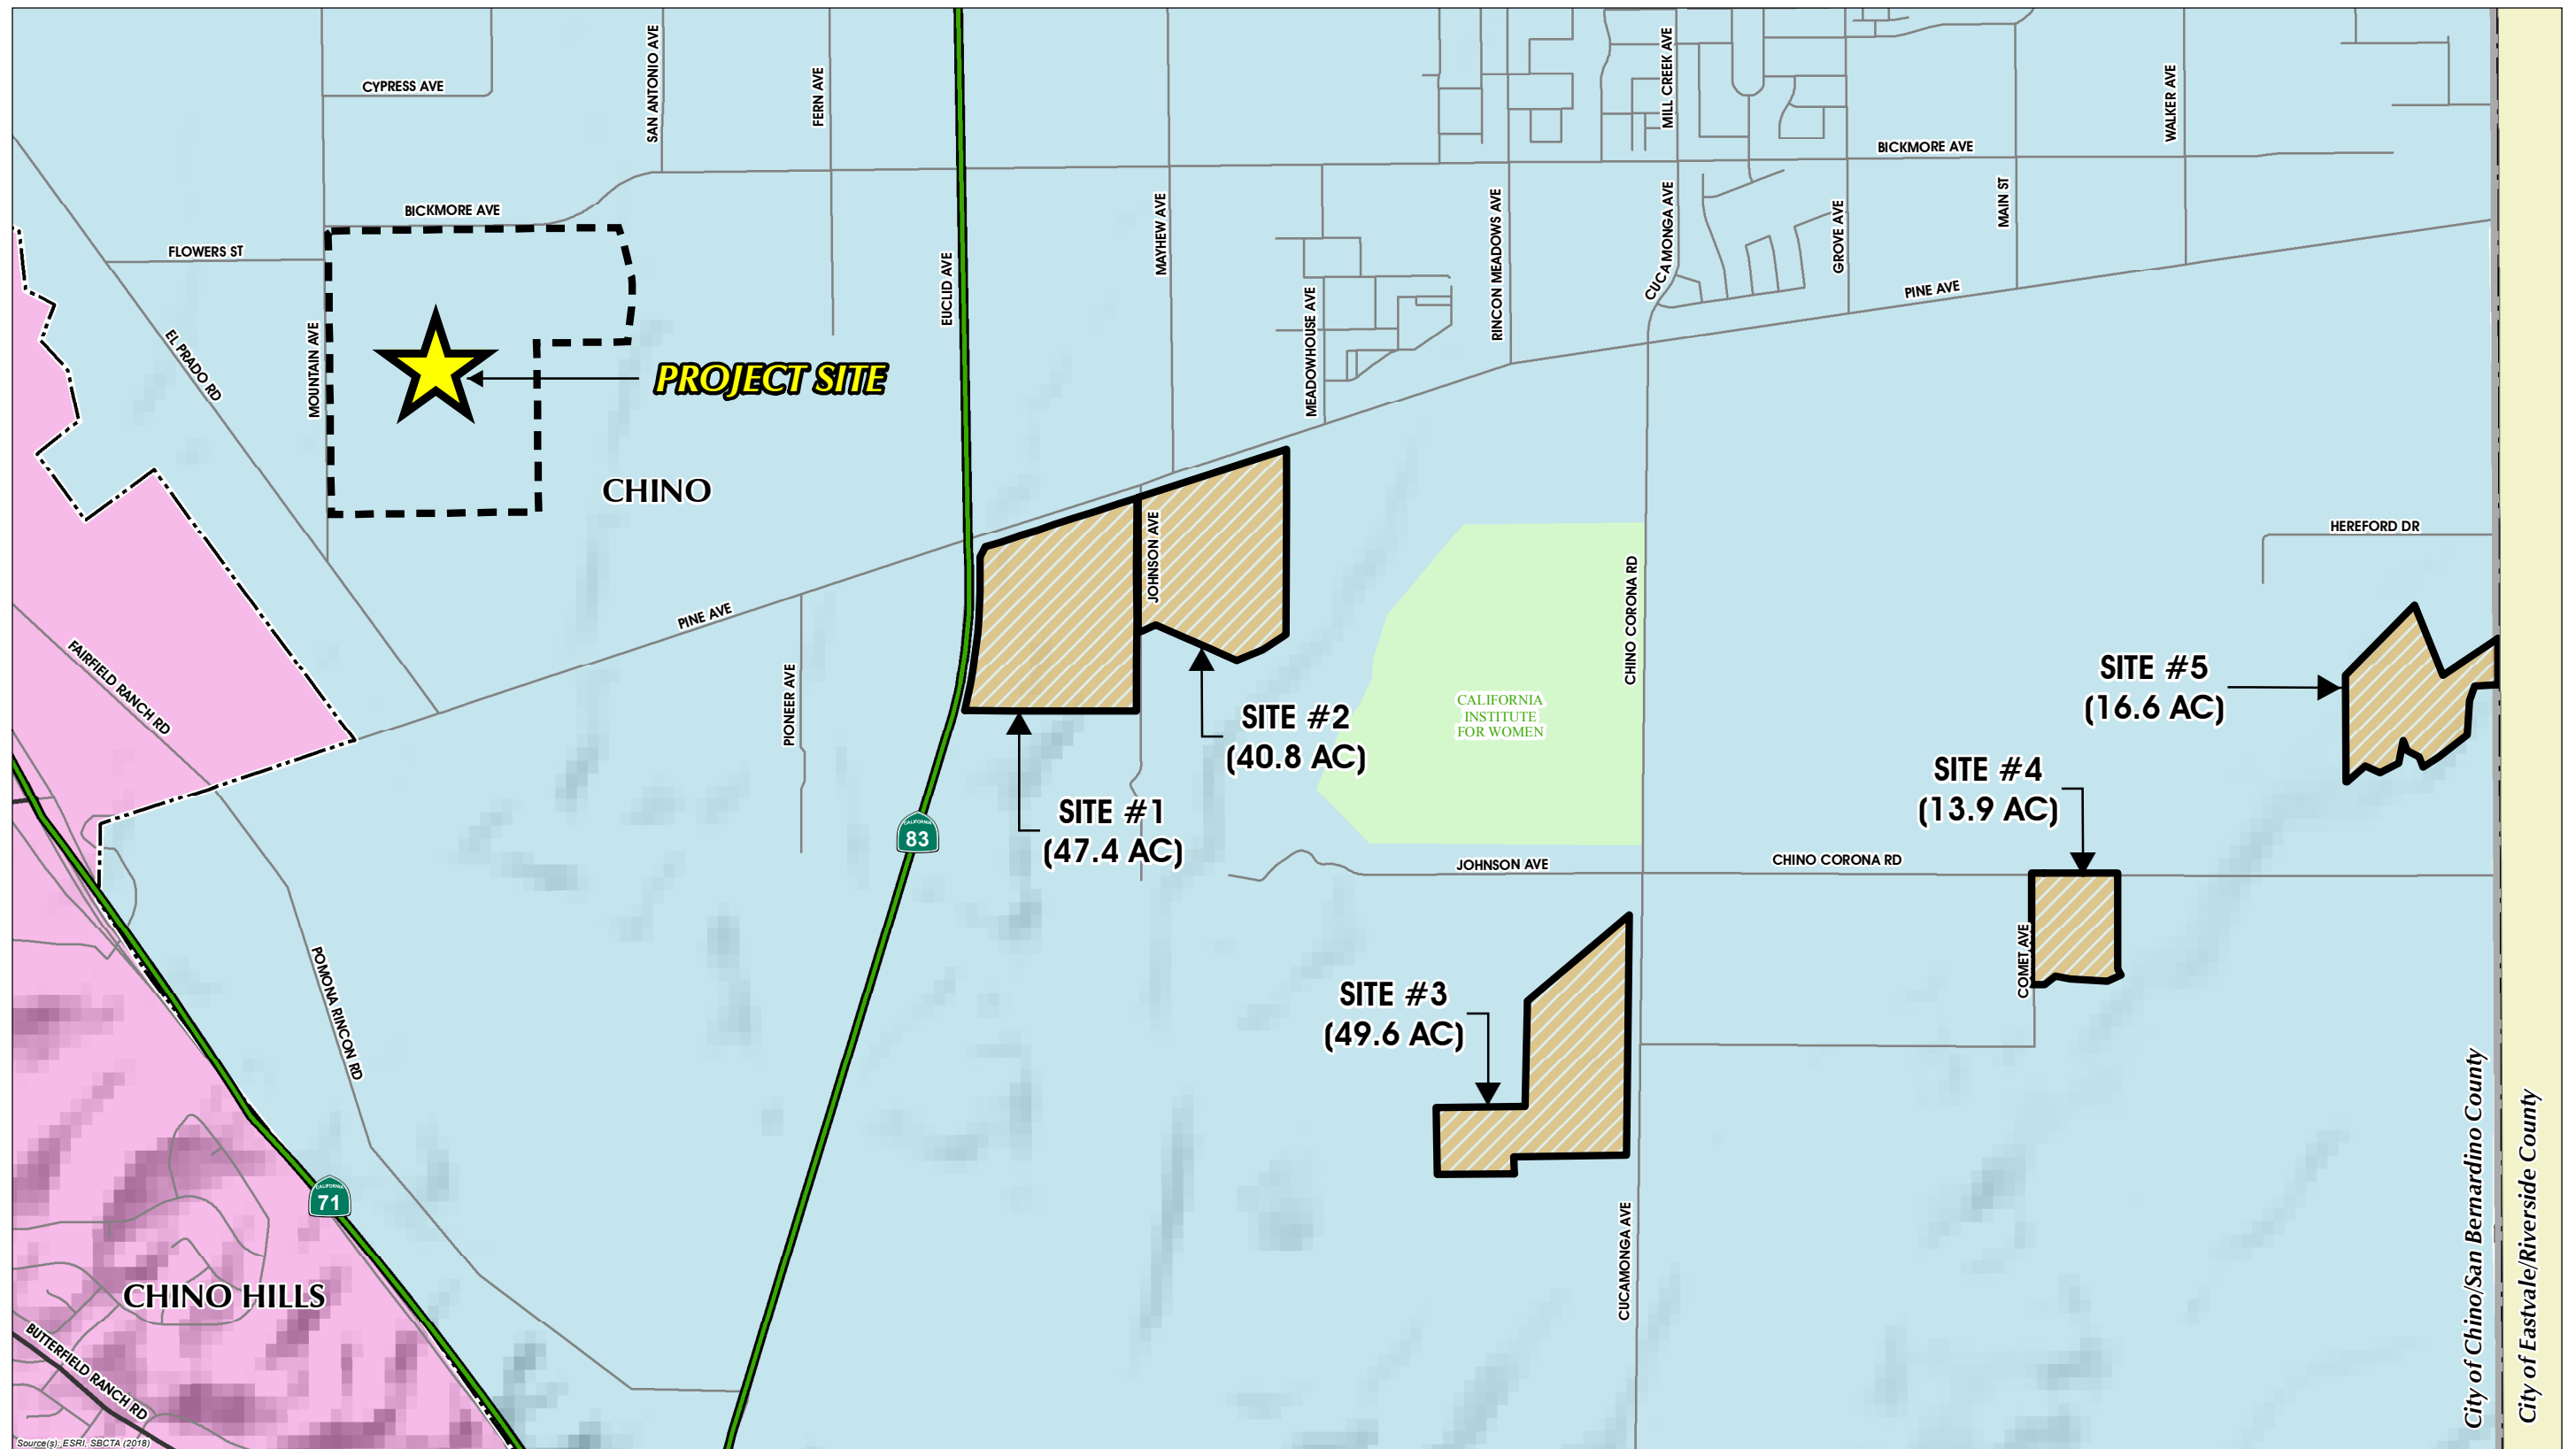 CYPRESS AVE
SAN ANTONIO AVE
FERN AVE
MILL CREEK AVE
WALKER AVE
BICKMORE AVE
BICKMORE AVE
FLOWERS ST
EUCLID AVE
MAYHEW AVE
RINCON MEADOWS AVE
CUCAMONGA AVE
GROVE AVE
MAIN ST
PINE AVE
EL PRADO RD
MOUNTAIN AVE
MEADOWHOUSE AVE
PROJECT SITE
CHINO
JOHNSON AVE
CHINO CORONA RD
HEREFORD DR
PINE AVE
FAIRFIELD RANCH RD
PIONEER AVE
SITE #5
(16.6 AC)
CALIFORNIA
INSTITUTE
FOR WOMEN
SITE #2
(40.8 AC)
SITE #4
(13.9 AC)
SITE #1
(47.4 AC)
CALIFORNIA
83
JOHNSON AVE
CHINO CORONA RD
COMET AVE
POMONA RINCON RD
SITE #3
(49.6 AC)
CALIFORNIA
71
CUCAMONGA AVE
CHINO HILLS
BUTTERFIELD RANCH RD
City of Chino/San Bernardino County
City of Eastvale/Riverside County
Source(s): ESRI, SBCTA (2018)